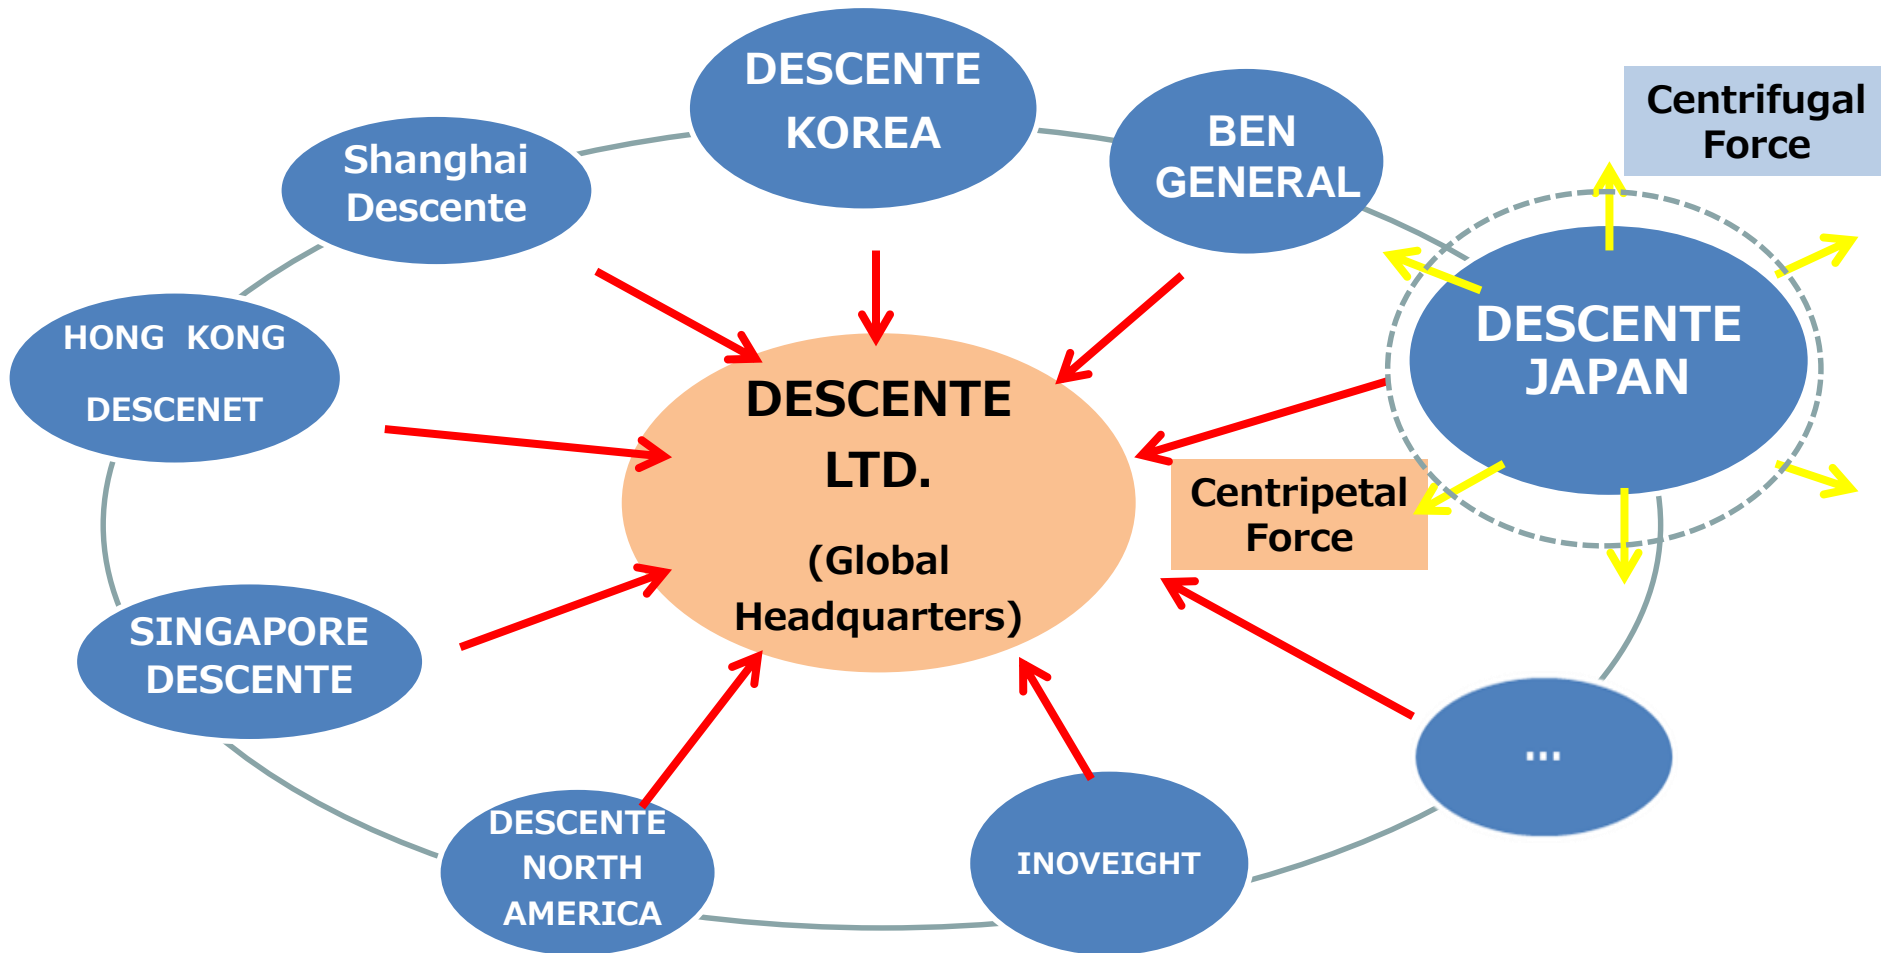 DESCENTE
KOREA
BEN
GENERAL
Centrifugal
Force
Shanghai
Descente
HONG KONG
DESCENET
DESCENTE
JAPAN
DESCENTE
LTD.
(Global
Headquarters)
Centripetal
Force
SINGAPORE
DESCENTE
...
DESCENTE
NORTH
AMERICA
INOVEIGHT